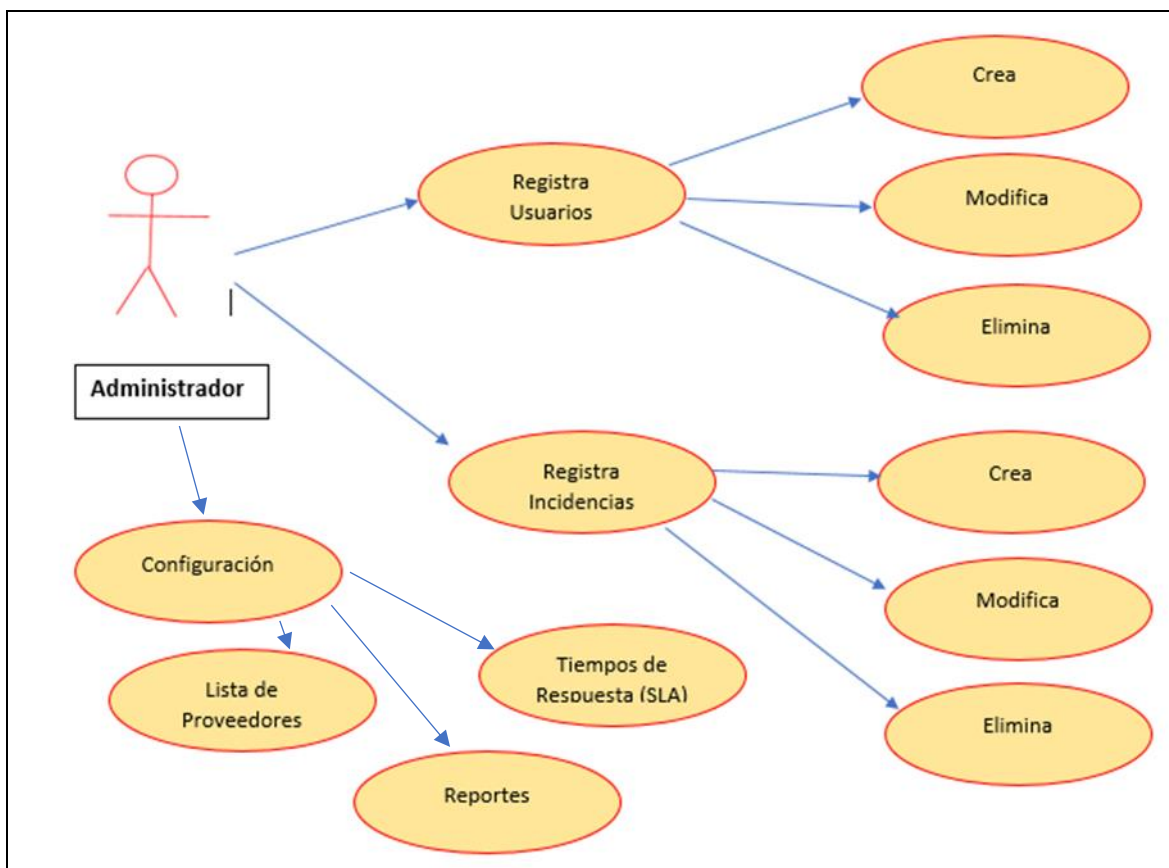 Crea
Registra
Usuarios
Modifica
Elimina
Administrador
Registra
Incidencias
Crea
Configuración
Modifica
Lista de
Proveedores
Tiempos de
Respuesta (SLA)
Elimina
Reportes